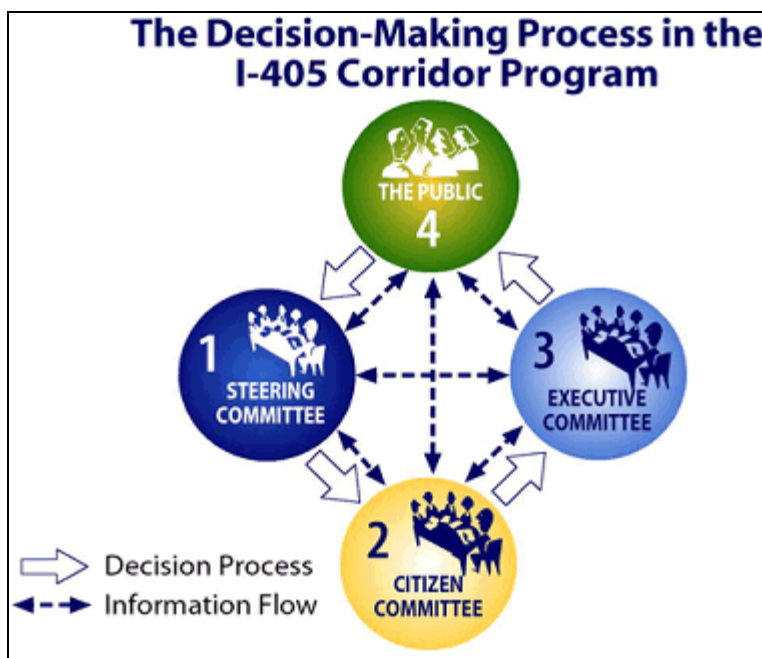 The Decision-Making Process in the
I-405 Corridor Program
THE PUBLIC
4
1
STEERING
COMMITTEE
3
EXECUTIVE
COMMITTEE
2
CITIZEN
COMMITTEE
Decision Process
Information Flow